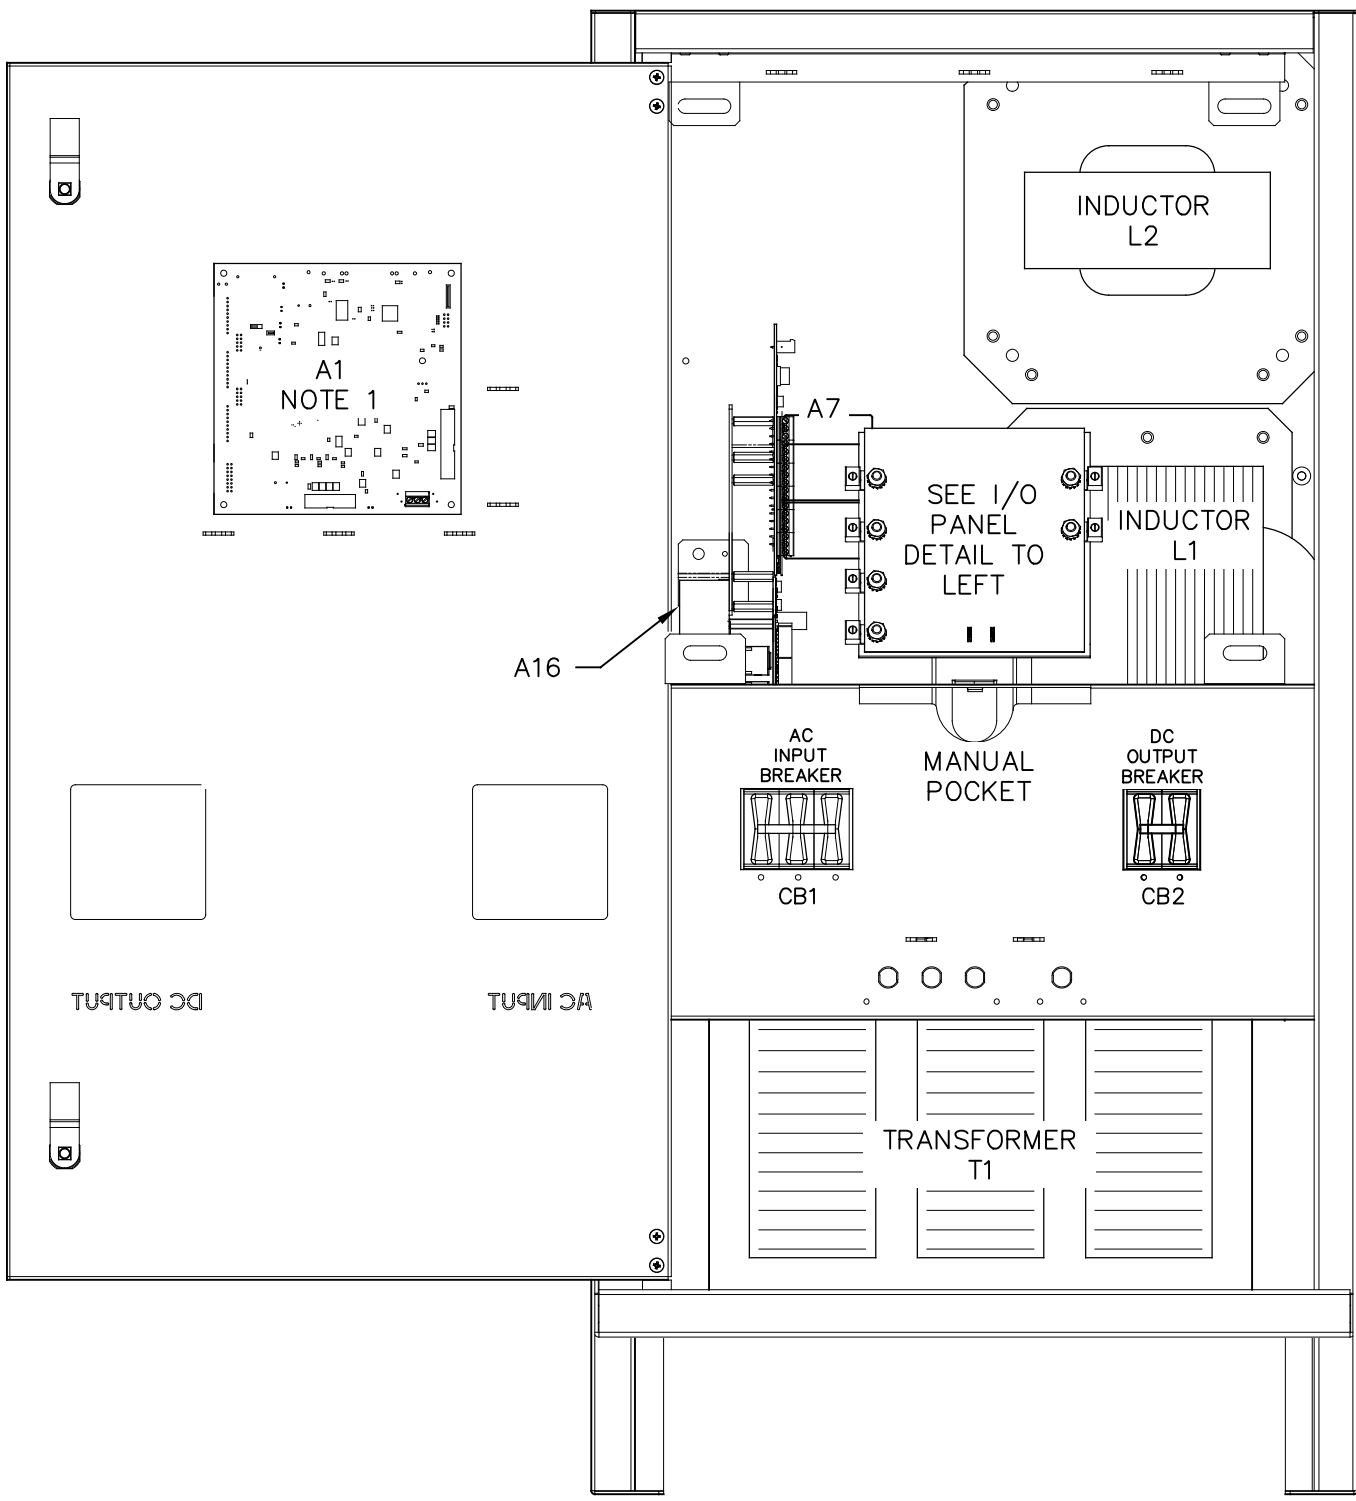 INDUCTOR
L2
A1
NOTE 1
A7
SEE I/O
PANEL
DETAIL TO
LEFT
INDUCTOR
L1
A16
AC
INPUT
BREAKER
MANUAL
POCKET
DC
OUTPUT
BREAKER
CB1
CB2
DC OUTPUT
AC INPUT
TRANSFORMER
T1